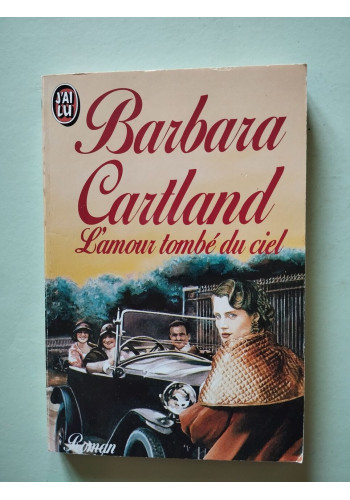 J'AI
LU
Barbara
Cartland
L'amour tombé du ciel
Roman